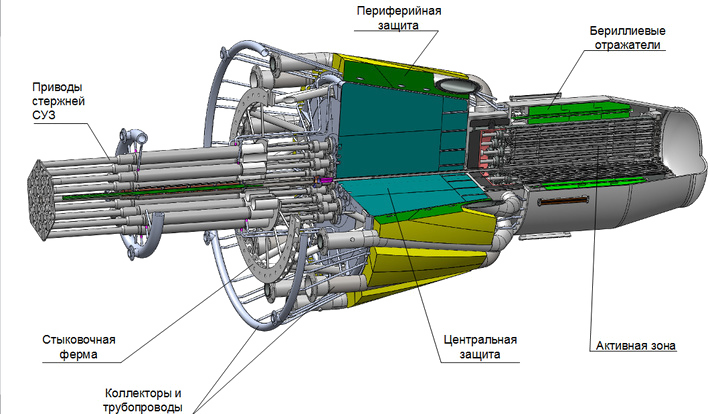 Периферийная
защита
Бериллиевые
отражатели
Приводы
стержней
СУЗ
Стыковочная
ферма
Коллекторы и
трубопроводы
Центральная
защита
Активная зона